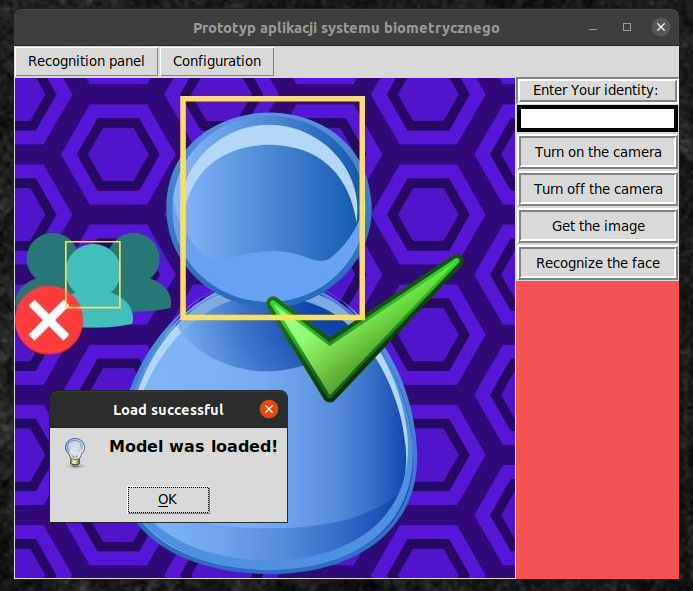 Prototyp aplikacji systemu biometrycznego
Recognition panel
Configuration
Enter Your identity:
Turn on the camera
Turn off the camera
Get the image
Recognize the face
Load successful
Model was loaded!
OK